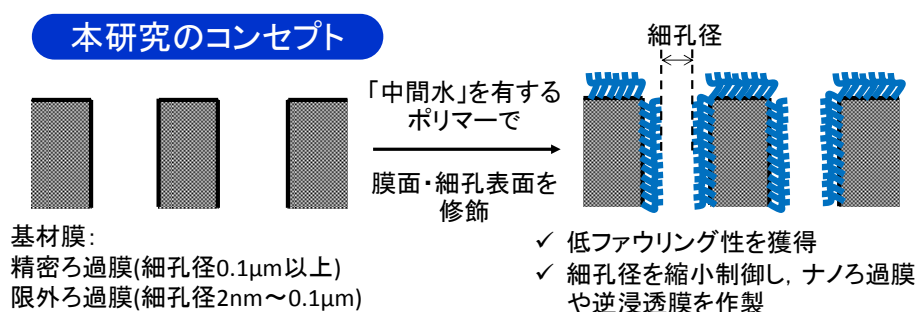 本研究のコンセプト
細孔径
「中間水」を有する
ポリマーで
膜面・細孔表面を
修飾
基材膜:
精密ろ過膜(細孔径0.1μm以上)
限外ろ過膜(細孔径2nm～0.1μm)
✓ 低ファウリング性を獲得
✓ 細孔径を縮小制御し, ナノろ過膜
や逆浸透膜を作製